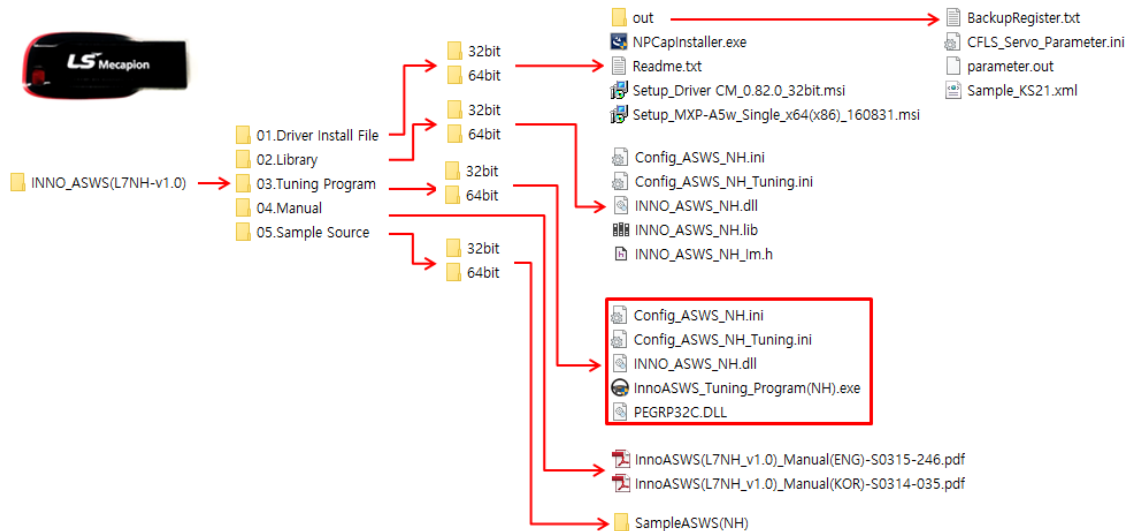 LS Mecapion
INNO_ASWS(L7NH-v1.0)
01.Driver Install File
02.Library
03.Tuning Program
04.Manual
05.Sample Source
32bit
64bit
32bit
64bit
32bit
64bit
32bit
64bit
out
NPCapInstaller.exe
Readme.txt
Setup_Driver CM_0.82.0_32bit.msi
Setup_MXP-A5w_Single_x64(x86)_160831.msi
BackupRegister.txt
CFLS_Servo_Parameter.ini
parameter.out
Sample_KS21.xml
Config_ASWS_NH.ini
Config_ASWS_NH_Tuning.ini
INNO_ASWS_NH.dll
INNO_ASWS_NH.lib
INNO_ASWS_NH_Im.h
Config_ASWS_NH.ini
Config_ASWS_NH_Tuning.ini
INNO_ASWS_NH.dll
InnoASWS_Tuning_Program(NH).exe
PEGRP32C.DLL
InnoASWS(L7NH_v1.0)_Manual(ENG)-S0315-246.pdf
InnoASWS(L7NH_v1.0)_Manual(KOR)-S0314-035.pdf
SampleASWS(NH)